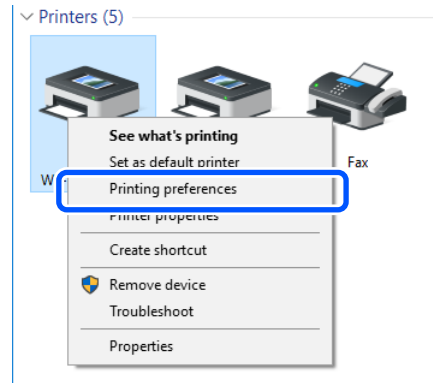 Printers (5)
See what's printing
Set as default printer
Fax
W
Printing preferences
Printer properties
Create shortcut
Remove device
Troubleshoot
Properties